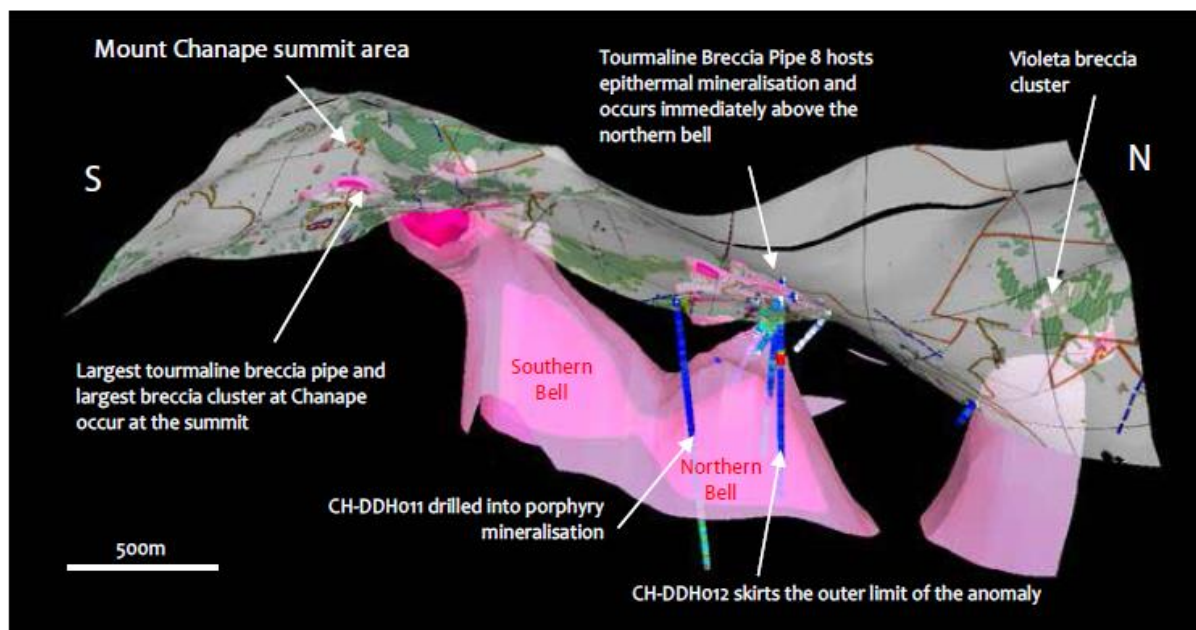 Mount Chanape summit area
Tourmaline Breccia Pipe 8 hosts
epithermal mineralisation and
occurs immediately above the
northern bell
Violeta breccia
cluster
S
N
Largest tourmaline breccia pipe and
largest breccia cluster at Chanape
occur at the summit
Southern
Bell
Northern
Bell
CH-DDH011 drilled into porphyry
mineralisation
500m
CH-DDH012 skirts the outer limit of the anomaly